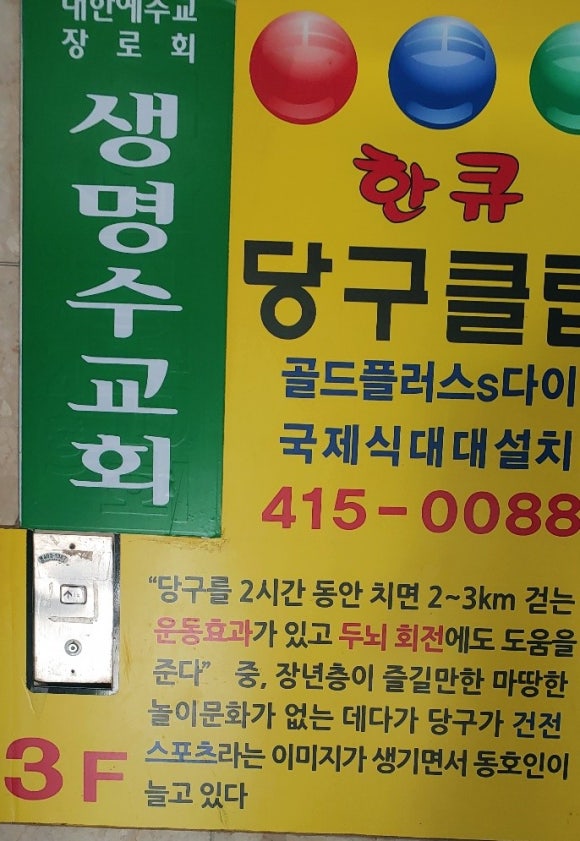 대한예수교
장로회
생명수교회
한큐
당구클럽
골드플러스s다이
국제식대대설치
415-0088
“당구를 2시간 동안 치면 2~3km 걷는
운동효과가 있고 두뇌 회전에도 도움을
준다” 중, 장년층이 즐길만한 마땅한
놀이문화가 없는 데다가 당구가 건전
스포츠라는 이미지가 생기면서 동호인이
늘고 있다
3F